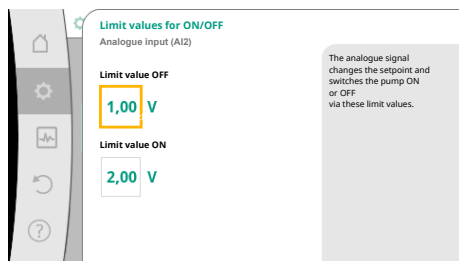 Limit values for ON/OFF
Analogue input (AI2)
Limit value OFF
1,00 V
Limit value ON
2,00 V
The analogue signal
changes the setpoint and
switches the pump ON
or OFF
via these limit values.
?